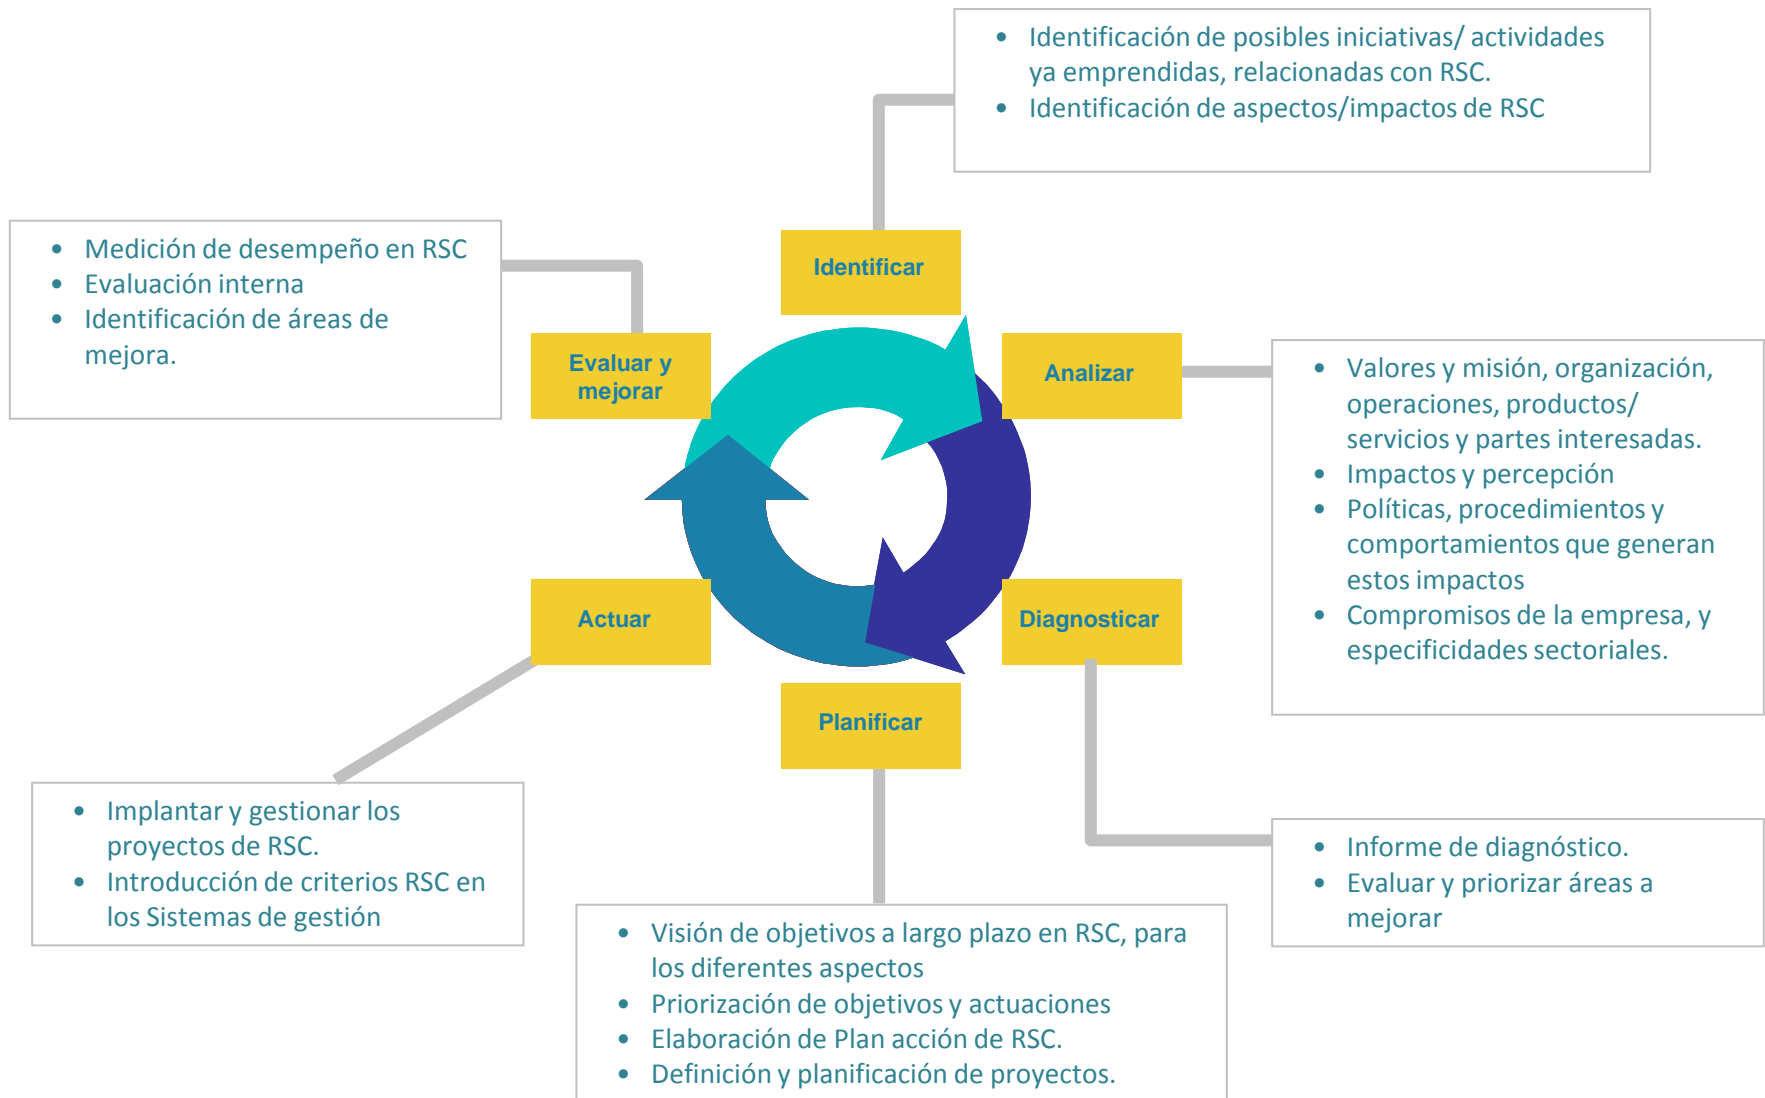 • Identificación de posibles iniciativas/ actividades
ya emprendidas, relacionadas con RSC.
• Identificación de aspectos/impactos de RSC
Identificar
• Medición de desempeño en RSC
• Evaluación interna
• Identificación de áreas de
mejora.
Evaluar y
mejorar
Analizar
• Valores y misión, organización,
operaciones, productos/
servicios y partes interesadas.
• Impactos y percepción
• Políticas, procedimientos y
comportamientos que generan
estos impactos
• Compromisos de la empresa, y
especificidades sectoriales.
Actuar
Diagnosticar
Planificar
• Implantar y gestionar los
proyectos de RSC.
• Introducción de criterios RSC en
los Sistemas de gestión
• Informe de diagnóstico.
• Evaluar y priorizar áreas a
mejorar
• Visión de objetivos a largo plazo en RSC, para
los diferentes aspectos
• Priorización de objetivos y actuaciones
• Elaboración de Plan acción de RSC.
• Definición y planificación de proyectos.